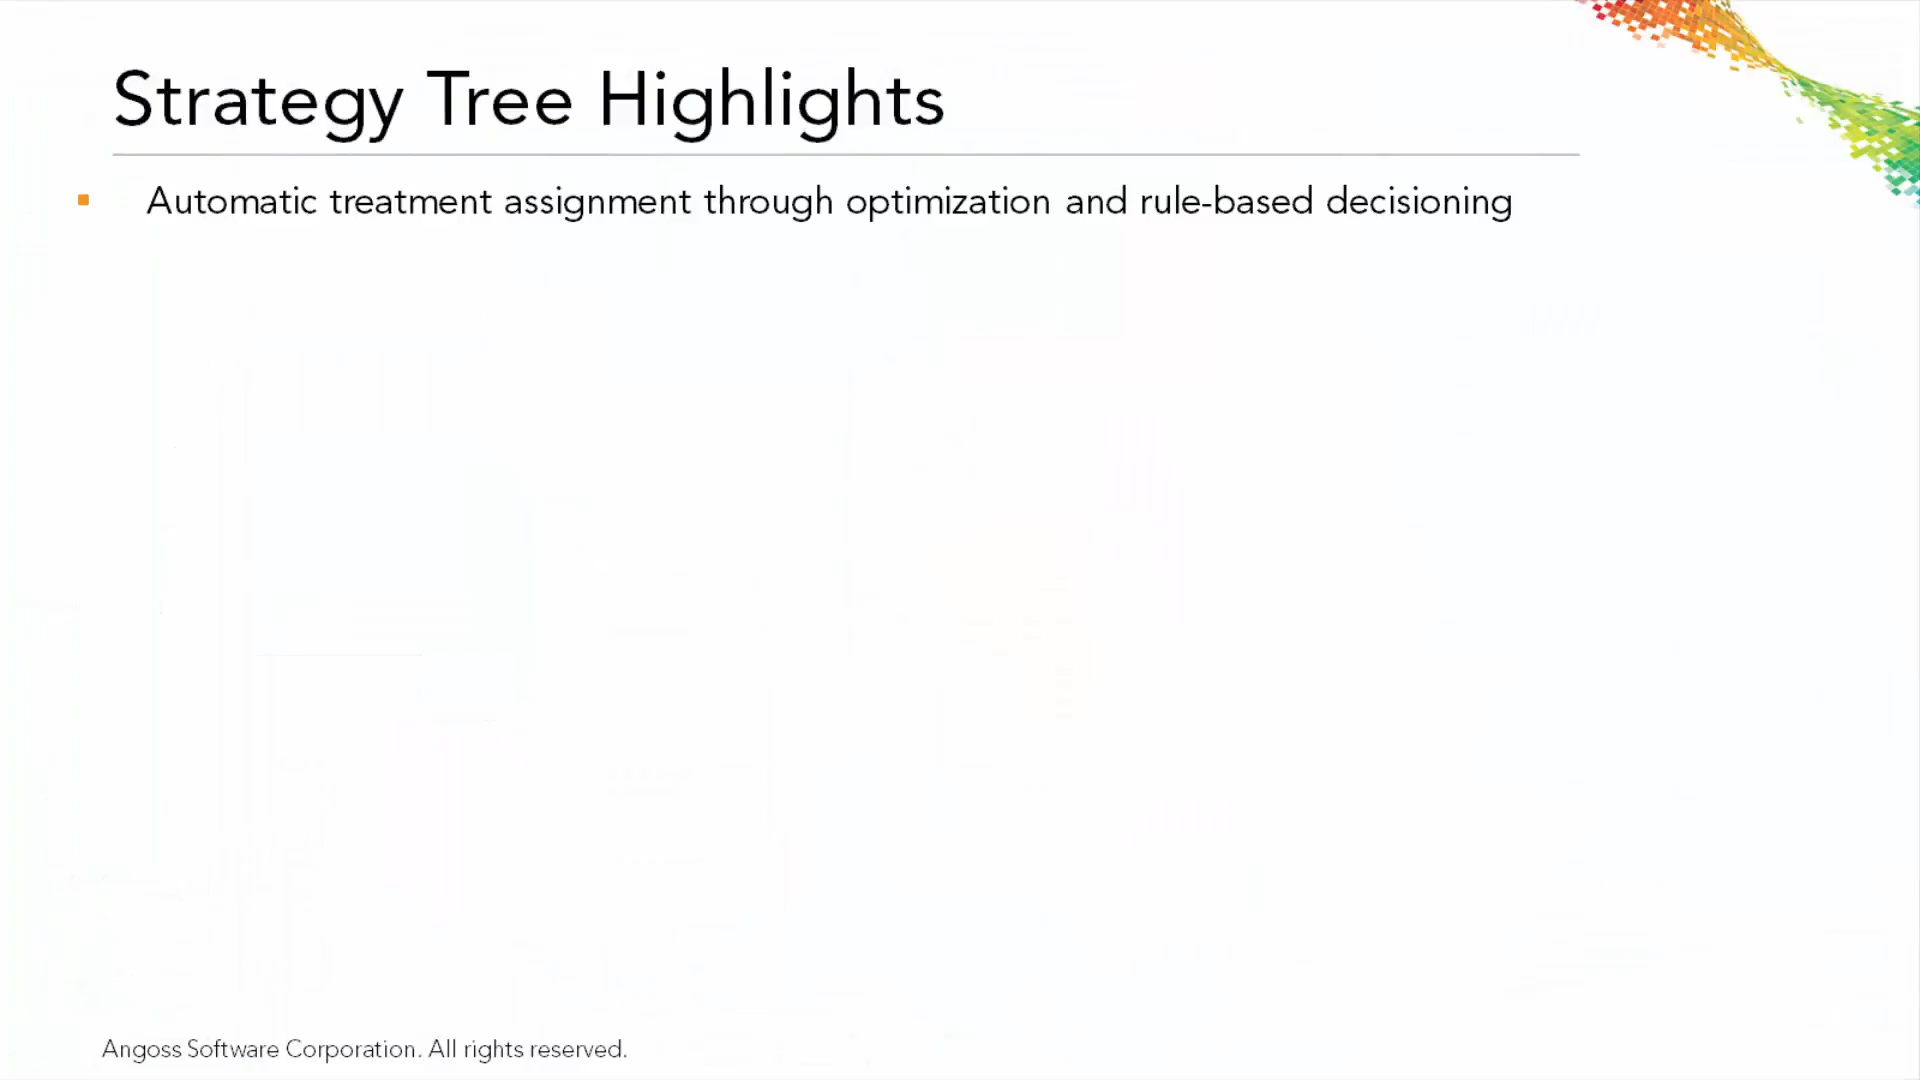 Strategy Tree Highlights
Automatic treatment assignment through optimization and rule-based decisioning
Angoss Software Corporation. All rights reserved.